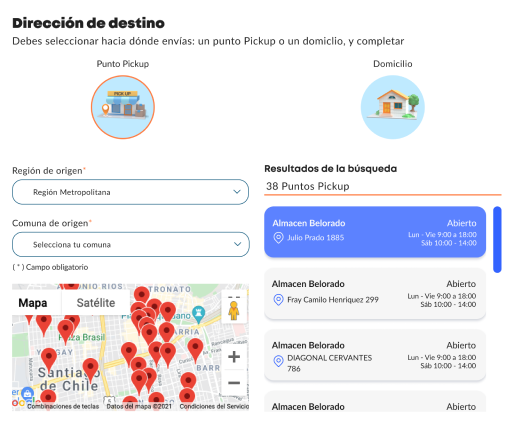 Dirección de destino
Debes seleccionar hacia dónde envías: un punto Pickup o un domicilio, y completar
Punto Pickup
Domicilio
PICK UP
Región de origen*
Región Metropolitana
Comuna de origen*
Selecciona tu comuna
( * ) Campo obligatorio
Mapa
Satélite
Plaza Brasil
YUNGAY
Santiago
de Chile
Combinaciones de teclas
Datos del mapa ©2021
Condiciones del Servicio
Resultados de la búsqueda
38 Puntos Pickup
Almacen Belorado
Abierto
Julio Prado 1885
Lun - Vie 9:00 a 18:00
Sáb 10:00 - 14:00
Almacen Belorado
Abierto
Fray Camilo Henriquez 299
Lun - Vie 9:00 a 18:00
Sáb 10:00 - 14:00
Almacen Belorado
Abierto
DIAGONAL CERVANTES
786
Lun - Vie 9:00 a 18:00
Sáb 10:00 - 14:00
Almacen Belorado
Abierto